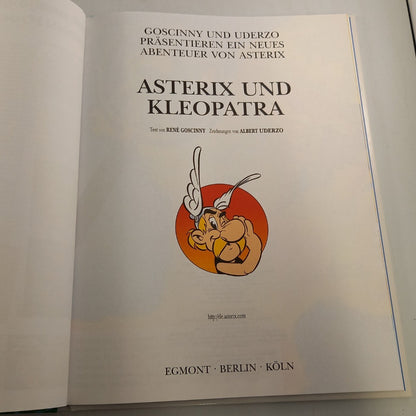 GOSCINNY UND UDERZO
PRÄSENTIEREN EIN NEUES
ABENTEUER VON ASTERIX
ASTERIX UND
KLEOPATRA
Text von RENÉ GOSCINNY Zeichnungen von ALBERT UDERZO
http://de.asterix.com
EGMONT · BERLIN · KÖLN